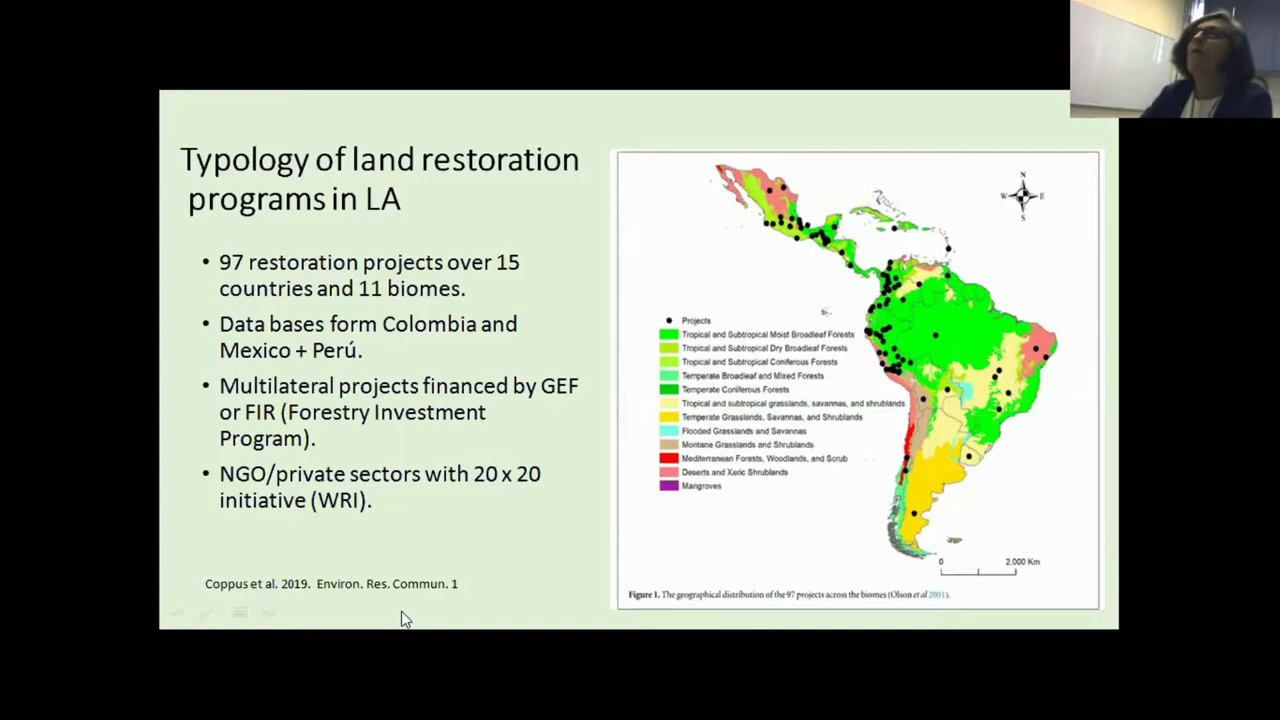 Typology of land restoration
programs in LA
• 97 restoration projects over 15
countries and 11 biomes.
• Data bases form Colombia and
Mexico + Perú.
• Multilateral projects financed by GEF
or FIR (Forestry Investment
Program).
• NGO/private sectors with 20 x 20
initiative (WRI).
Coppus et al. 2019. Environ. Res. Commun. 1
N
W E
S
Projects
Tropical and Subtropical Moist Broadleaf Forests
Tropical and Subtropical Dry Broadleaf Forests
Tropical and Subtropical Coniferous Forests
Temperate Broadleaf and Mixed Forests
Temperate Coniferous Forests
Tropical and subtropical grasslands, savannas, and shrublands
Temperate Grasslands, Savannas, and Shrublands
Flooded Grasslands and Savannas
Montane Grasslands and Shrublands
Mediterranean Forests, Woodlands, and Scrub
Deserts and Xeric Shrublands
Mangroves
0 2,000 Km
Figure 1. The geographical distribution of the 97 projects across the biomes (Olson et al 2001).